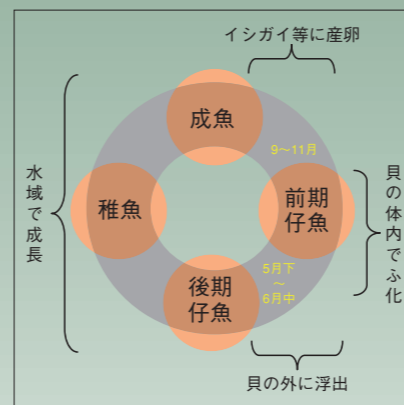 イシガイ等に産卵
成魚
9〜11月
水域で成長
稚魚
前期
仔魚
貝の体内でふ化
5月下
〜
6月中
後期
仔魚
貝の外に浮出